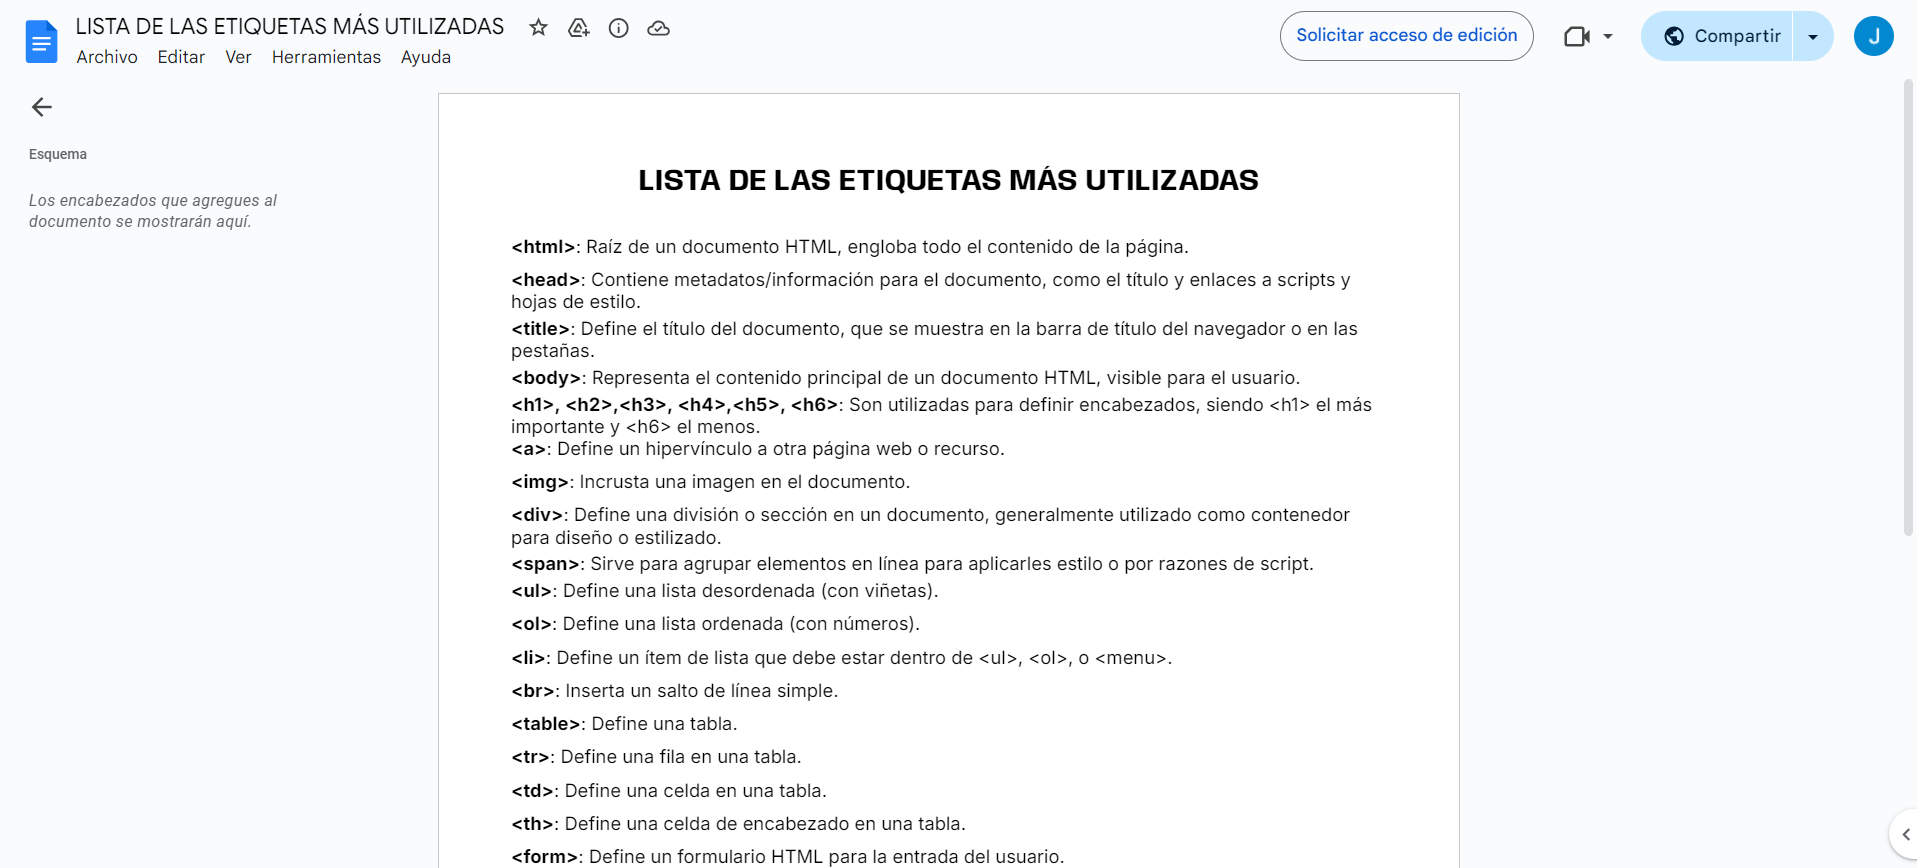 LISTA DE LAS ETIQUETAS MÁS UTILIZADAS
Archivo Editar Ver Herramientas Ayuda
Solicitar acceso de edición
Compartir
J
Esquema
Los encabezados que agregues al
documento se mostrarán aquí.
LISTA DE LAS ETIQUETAS MÁS UTILIZADAS
<html>: Raíz de un documento HTML, engloba todo el contenido de la página.
<head>: Contiene metadatos/información para el documento, como el título y enlaces a scripts y
hojas de estilo.
<title>: Define el título del documento, que se muestra en la barra de título del navegador o en las
pestañas.
<body>: Representa el contenido principal de un documento HTML, visible para el usuario.
<h1>, <h2>,<h3>, <h4>,<h5>, <h6>: Son utilizadas para definir encabezados, siendo <h1> el más
importante y <h6> el menos.
<a>: Define un hipervínculo a otra página web o recurso.
<img>: Incrusta una imagen en el documento.
<div>: Define una división o sección en un documento, generalmente utilizado como contenedor
para diseño o estilizado.
<span>: Sirve para agrupar elementos en línea para aplicarles estilo o por razones de script.
<ul>: Define una lista desordenada (con viñetas).
<ol>: Define una lista ordenada (con números).
<li>: Define un ítem de lista que debe estar dentro de <ul>, <ol>, o <menu>.
<br>: Inserta un salto de línea simple.
<table>: Define una tabla.
<tr>: Define una fila en una tabla.
<td>: Define una celda en una tabla.
<th>: Define una celda de encabezado en una tabla.
<form>: Define un formulario HTML para la entrada del usuario.